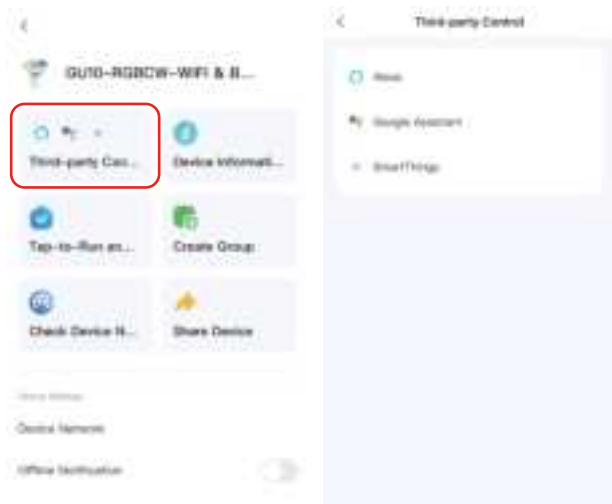 GU10-RGBCW-WIFI & B...
Third-party Con...
Device Informati...
Tap-to-Run an...
Create Group
Check Device N...
Share Device
Device Network
Offline Notification
Third-party Control
Alexa
Google Assistant
SmartThings